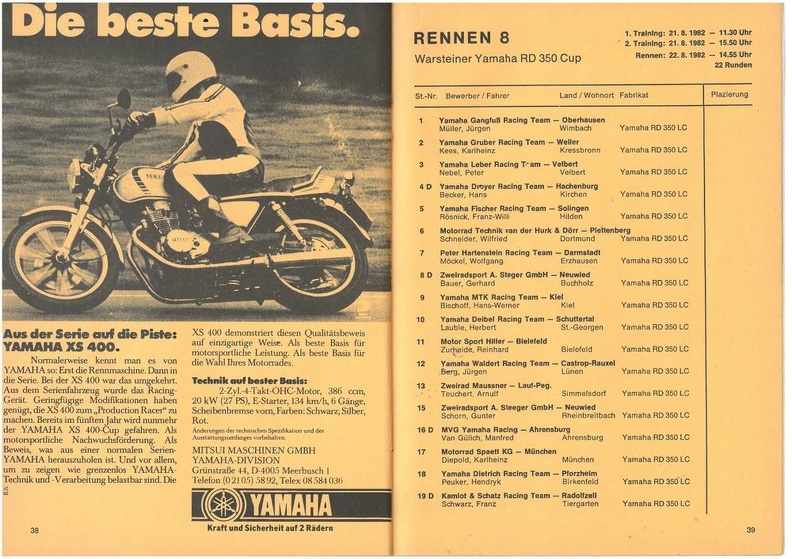 Die beste Basis.
YAMAHA
Aus der Serie auf die Piste:
YAMAHA XS 400.
Normalerweise kennt man es von
YAMAHA so: Erst die Rennmaschine. Dann in
die Serie. Bei der XS 400 war das umgekehrt.
Aus dem Serienfahrzeug wurde das Racing-
Gerät. Geringfügige Modifikationen haben
genügt, die XS 400 zum „Production Racer" zu
machen. Bereits im fünften Jahr wird nunmehr
der YAMAHA XS 400-Cup gefahren. Als
motorsportliche Nachwuchsförderung. Als
Beweis, was aus einer normalen Serien-
YAMAHA herauszuholen ist. Und vor allem,
um zu zeigen wie grenzenlos YAMAHA-
Technik und -Verarbeitung belastbar sind. Die
XS 400 demonstriert diesen Qualitätsbeweis
auf einzigartige Weise. Als beste Basis für
motorsportliche Leistung. Als beste Basis für
die Wahl Ihres Motorrades.
Technik auf bester Basis:
2-Zyl.-4-Takt-OHC-Motor, 386 ccm,
20 kW (27 PS), E-Starter, 134 km/h, 6 Gänge,
Scheibenbremse vorn, Farben: Schwarz, Silber,
Rot.
Änderungen der technischen Spezifikation und des
Ausstattungsumfanges vorbehalten.
MITSUI MASCHINEN GMBH
YAMAHA-DIVISION
Grünstraße 44, D-4005 Meerbusch 1
Telefon (02105) 5892, Telex 08 584 036
YAMAHA
Kraft und Sicherheit auf 2 Rädern
38
RENNEN 8
Warsteiner Yamaha RD 350 Cup
1. Training: 21. 8. 1982 — 11.30 Uhr
2. Training: 21. 8. 1982 — 15.50 Uhr
Rennen: 22. 8. 1982 — 14.55 Uhr
22 Runden
St.-Nr. Bewerber / Fahrer Land / Wohnort Fabrikat Plazierung
1 Yamaha Gangfuß Racing Team — Oberhausen
Müller, Jürgen Wimbach Yamaha RD 350 LC
2 Yamaha Gruber Racing Team — Weiler
Kees, Karlheinz Kressbronn Yamaha RD 350 LC
3 Yamaha Leber Racing Team — Velbert
Nebel, Peter Velbert Yamaha RD 350 LC
4 D Yamaha Dreyer Racing Team — Hachenburg
Becker, Hans Kirchen Yamaha RD 350 LC
5 Yamaha Fischer Racing Team — Solingen
Rösnick, Franz-Willi Hilden Yamaha RD 350 LC
6 Motorrad Technik van der Hurk & Dörr — Plettenberg
Schneider, Wilfried Dortmund Yamaha RD 350 LC
7 Peter Hartenstein Racing Team — Darmstadt
Möckel, Wolfgang Erzhausen Yamaha RD 350 LC
8 D Zweiradsport A. Steger GmbH — Neuwied
Bauer, Gerhard Buchholz Yamaha RD 350 LC
9 Yamaha MTK Racing Team — Kiel
Bischoff, Hans-Werner Kiel Yamaha RD 350 LC
10 Yamaha Deibel Racing Team — Schuttertal
Lauble, Herbert St.-Georgen Yamaha RD 350 LC
11 Motor Sport Hiller — Bielefeld
Zurheide, Reinhard Bielefeld Yamaha RD 350 LC
12 Yamaha Waldert Racing Team — Castrop-Rauxel
Berg, Jürgen Lünen Yamaha RD 350 LC
13 Zweirad Maussner — Lauf-Peg.
Teuchert, Arnulf Simmelsdorf Yamaha RD 350 LC
15 Zweiradsport A. Sleeger GmbH — Neuwied
Schorn, Gunter Rheinbreitbach Yamaha RD 350 LC
16 D MVG Yamaha Racing — Ahrensburg
Van Gülich, Manfred Ahrensburg Yamaha RD 350 LC
17 Motorrad Spaett KG — München
Diepold, Karlheinz München Yamaha RD 350 LC
18 Yamaha Dietrich Racing Team — Pforzheim
Peuker, Hendryk Birkenfeld Yamaha RD 350 LC
19 D Kamlot & Schatz Racing Team — Radolfzell
Schwarz, Franz Tiergarten Yamaha RD 350 LC
39